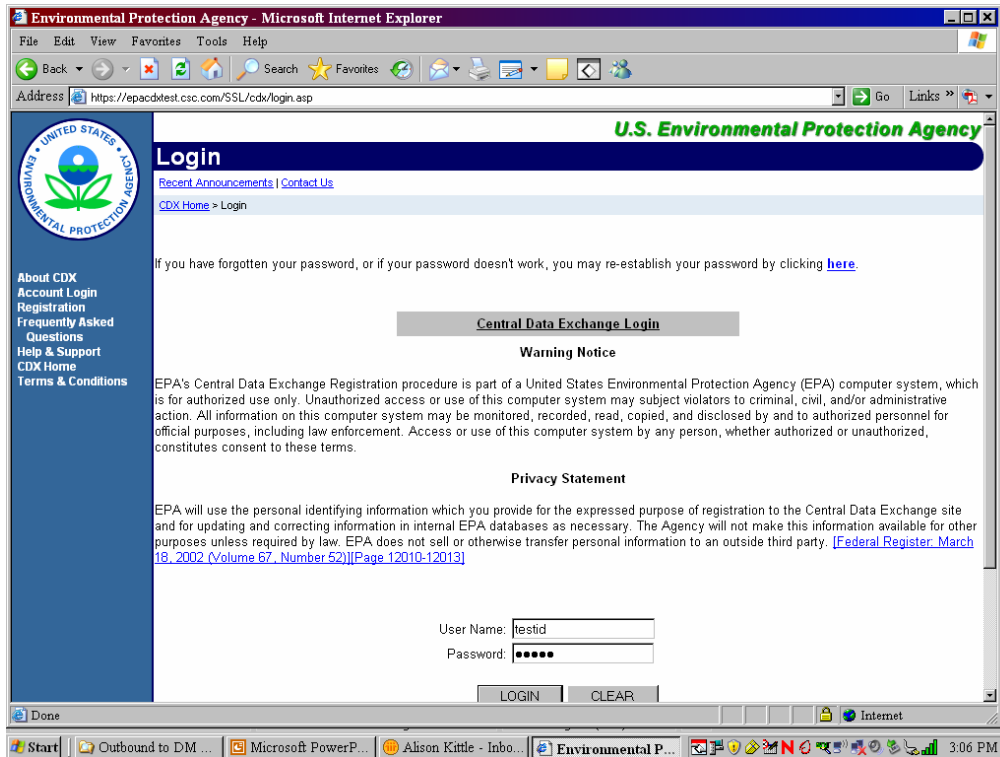 Environmental Protection Agency - Microsoft Internet Explorer
File Edit View Favorites Tools Help
Back Search Favorites
Address https://epacdxtest.csc.com/SSL/cdx/login.asp Go Links »
UNITED STATES ENVIRONMENTAL PROTECTION AGENCY
U.S. Environmental Protection Agency
Login
Recent Announcements | Contact Us
CDX Home > Login
About CDX
Account Login
Registration
Frequently Asked
Questions
Help & Support
CDX Home
Terms & Conditions
If you have forgotten your password, or if your password doesn't work, you may re-establish your password by clicking here.
Central Data Exchange Login
Warning Notice
EPA's Central Data Exchange Registration procedure is part of a United States Environmental Protection Agency (EPA) computer system, which
is for authorized use only. Unauthorized access or use of this computer system may subject violators to criminal, civil, and/or administrative
action. All information on this computer system may be monitored, recorded, read, copied, and disclosed by and to authorized personnel for
official purposes, including law enforcement. Access or use of this computer system by any person, whether authorized or unauthorized,
constitutes consent to these terms.
Privacy Statement
EPA will use the personal identifying information which you provide for the expressed purpose of registration to the Central Data Exchange site
and for updating and correcting information in internal EPA databases as necessary. The Agency will not make this information available for other
purposes unless required by law. EPA does not sell or otherwise transfer personal information to an outside third party. [Federal Register: March
18, 2002 (Volume 67, Number 52)][Page 12010-12013]
User Name: testid
Password: •••••
LOGIN CLEAR
Done Internet
Start Outbound to DM ... Microsoft PowerP... Alison Kittle - Inbo... Environmental P... 3:06 PM